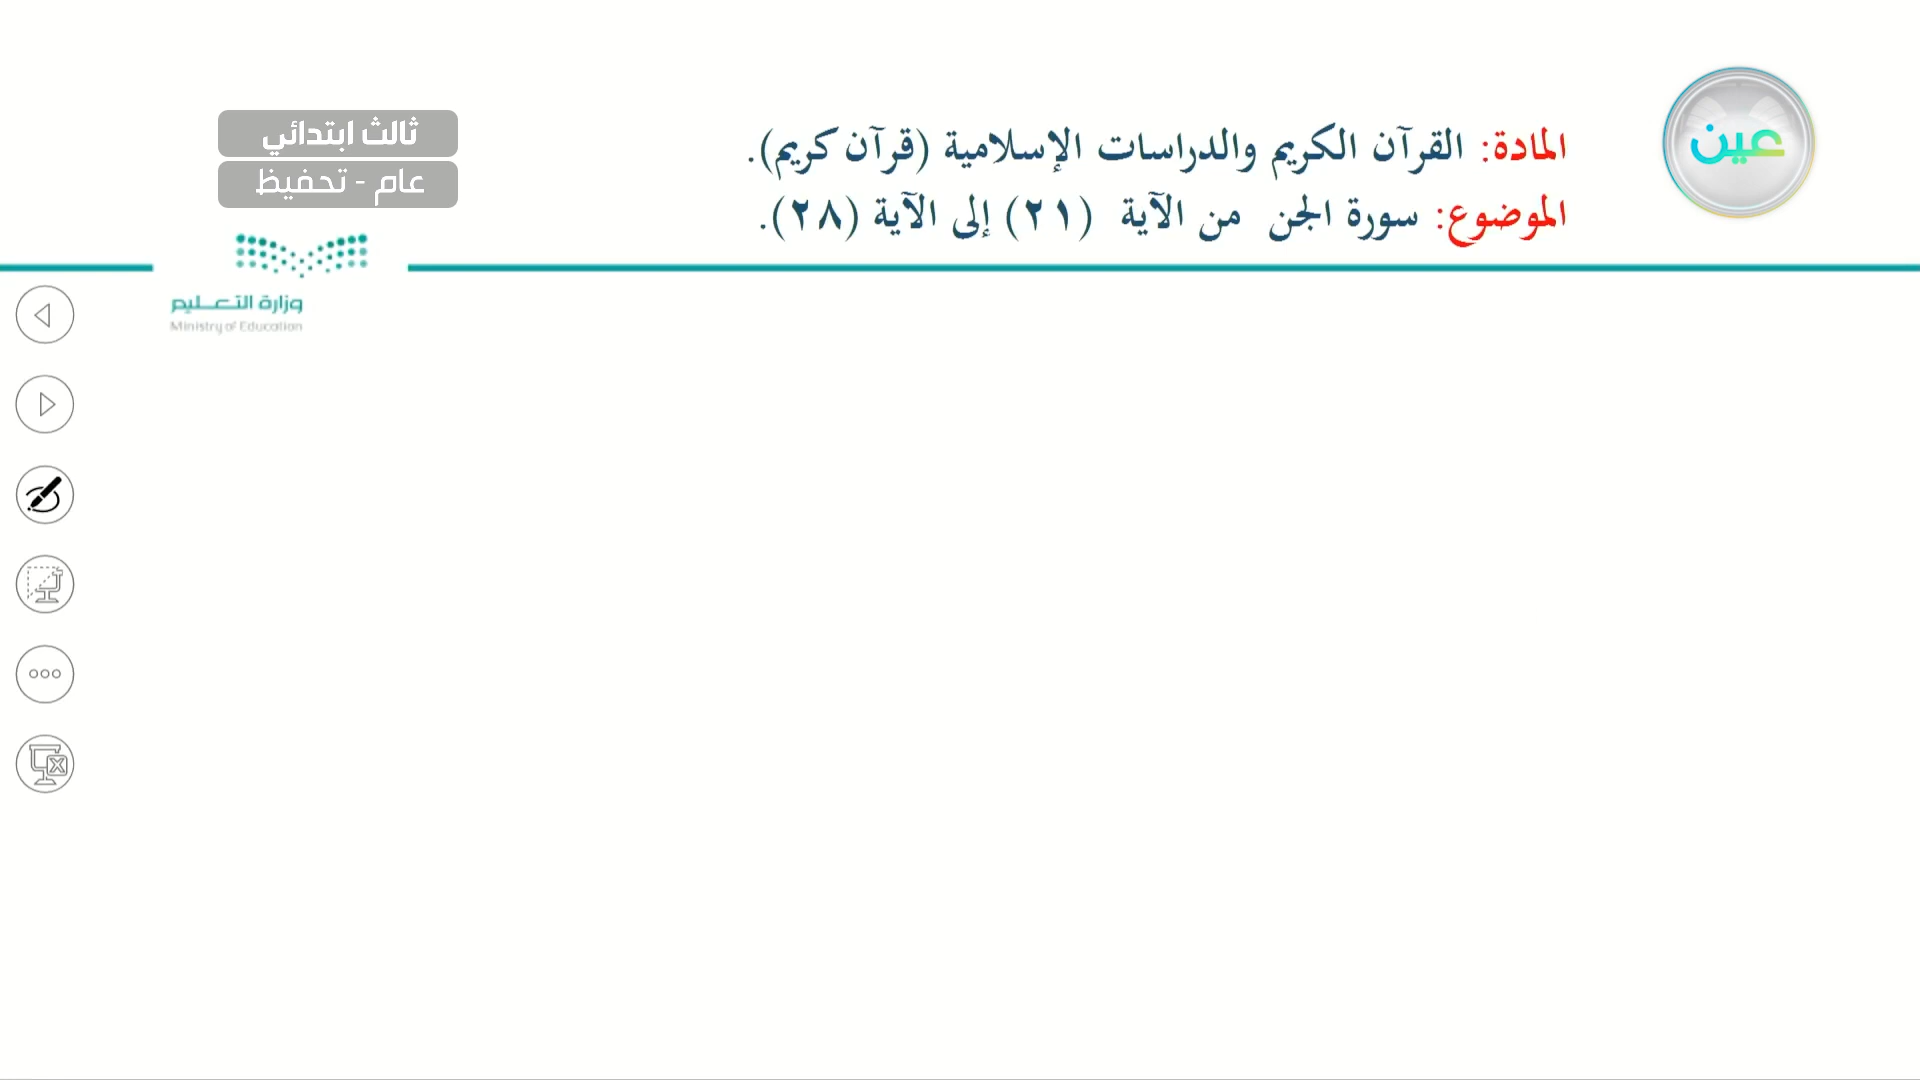 عين
المادة: القرآن الكريم والدراسات الإسلامية (قرآن كريم).
الموضوع: سورة الجن من الآية (٢١) إلى الآية (٢٨).
ثالث ابتدائي
عام - تحفيظ
وزارة التعليم
Ministry of Education